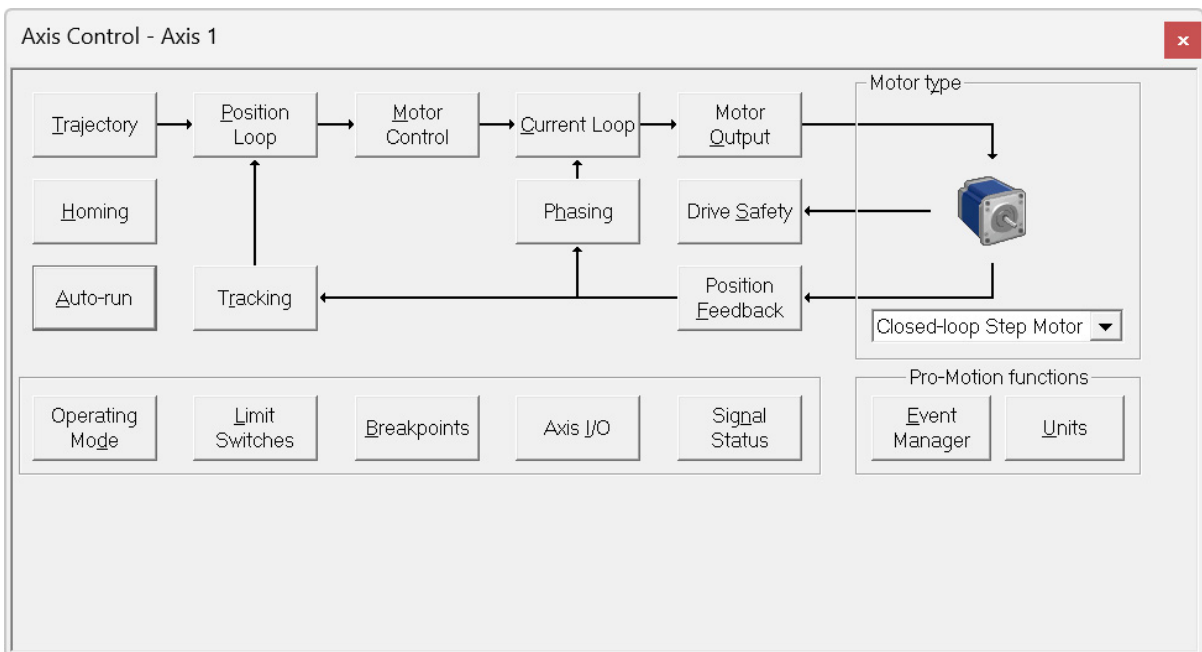 Axis Control - Axis 1
x
Motor type
Trajectory
Position
Loop
Motor
Control
Current Loop
Motor
Output
Homing
Phasing
Drive Safety
Auto-run
Tracking
Position
Feedback
Closed-loop Step Motor
Pro-Motion functions
Operating
Mode
Limit
Switches
Breakpoints
Axis I/O
Signal
Status
Event
Manager
Units